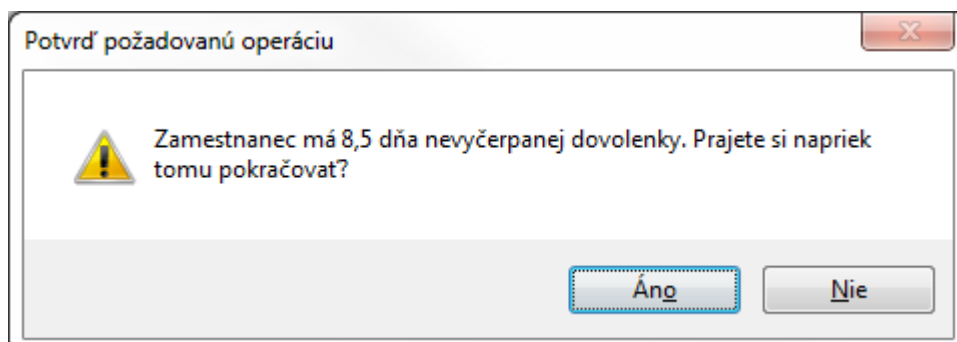 Potvrď požadovanú operáciu
Zamestnanec má 8,5 dňa nevyčerpanej dovolenky. Prajete si napriek
tomu pokračovať?
Áno
Nie